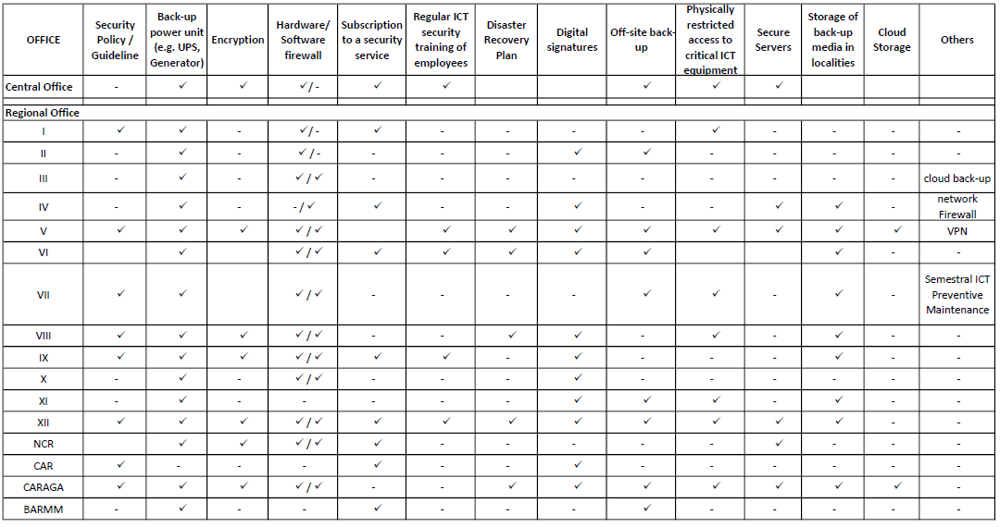 OFFICE
Security
Policy /
Guideline
Back-up
power unit
(e.g. UPS,
Generator)
Encryption
Hardware/
Software
firewall
Subscription
to a security
service
Regular ICT
security
training of
employees
Disaster
Recovery
Plan
Digital
signatures
Off-site back-
up
Physically
restricted
access to
critical ICT
equipment
Secure
Servers
Storage of
back-up
media in
localities
Cloud
Storage
Others
Central Office - ✓ ✓ ✓/ - ✓ ✓ ✓ ✓ ✓
Regional Office
I ✓ ✓ - ✓/ - ✓ - - - - ✓ - - - -
II - ✓ - ✓/- - - - ✓ ✓ - - - - -
III - ✓ - ✓/ ✓ - - - - - - - - - cloud back-up
IV - ✓ - - / ✓ ✓ - - ✓ - - ✓ ✓ - network
Firewall
V ✓ ✓ ✓ ✓/ ✓ ✓ ✓ ✓ ✓ ✓ ✓ ✓ ✓ VPN
VI ✓ ✓/ ✓ ✓ ✓ ✓ ✓ ✓ ✓ - -
VII ✓ ✓ ✓/ ✓ - - - - ✓ ✓ - ✓ - Semestral ICT
Preventive
Maintenance
VIII ✓ ✓ ✓ ✓/ ✓ - - ✓ ✓ - ✓ - ✓ - -
IX ✓ ✓ ✓ ✓/ ✓ ✓ ✓ - ✓ - - - ✓ - -
X - ✓ - ✓/ ✓ - - - ✓ - - - - - -
XI - ✓ - - - - - ✓ ✓ ✓ - ✓ - -
XII ✓ ✓ ✓ ✓/ ✓ ✓ ✓ ✓ ✓ ✓ ✓ ✓ ✓ - -
NCR ✓ ✓ ✓/ ✓ ✓ - - - - - ✓ - - -
CAR ✓ - - - ✓ - - ✓ - - - - - -
CARAGA ✓ ✓ ✓ ✓/ ✓ - - ✓ ✓ ✓ ✓ ✓ ✓ ✓ -
BARMM - ✓ - - ✓ - - - ✓ - - - - -